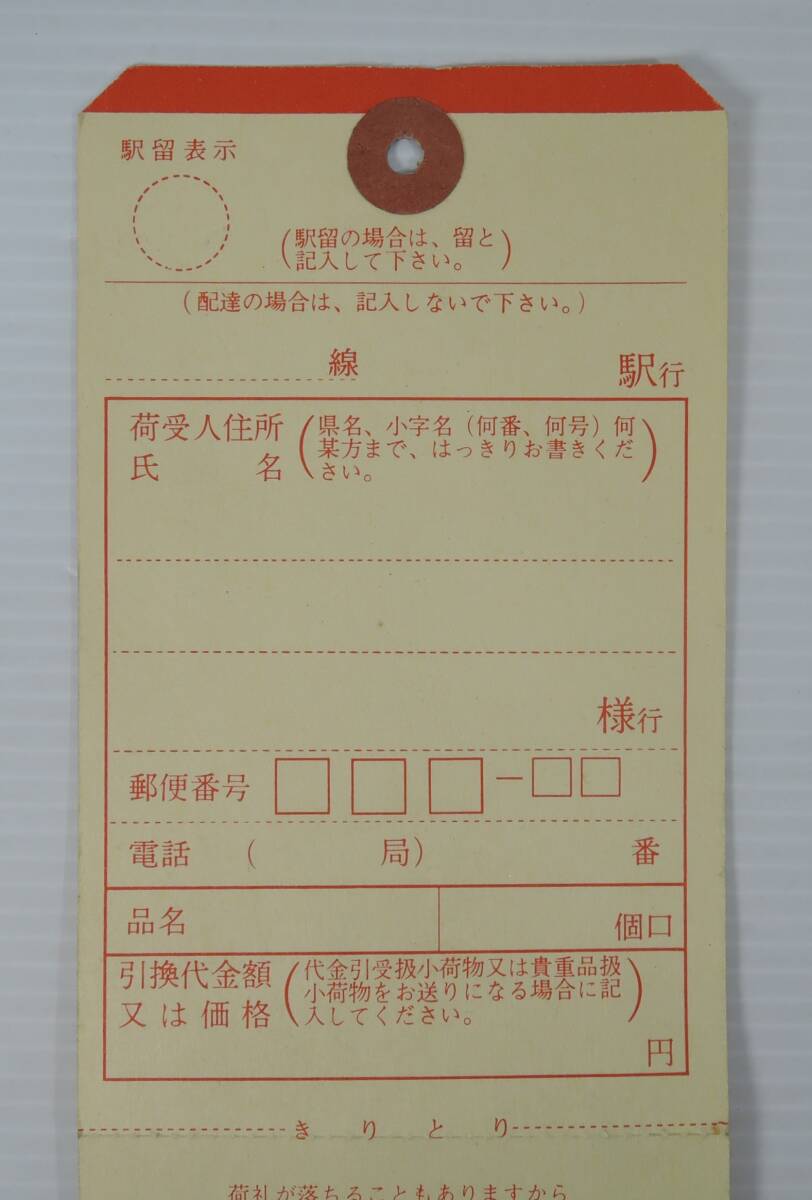 駅留表示
(駅留の場合は、留と
記入して下さい。)
(配達の場合は、記入しないで下さい。)
線 駅行
荷受人住所
氏名
(県名、小字名(何番、何号)何
某方まで、はっきりお書きくだ
さい。)
様行
郵便番号 □□□-□□
電話 ( 局) 番
品名 個口
引換代金額
又は価格
(代金引受扱小荷物又は貴重品扱
小荷物をお送りになる場合に記
入してください。)
円
きりとり
荷札が落ちることもありますから